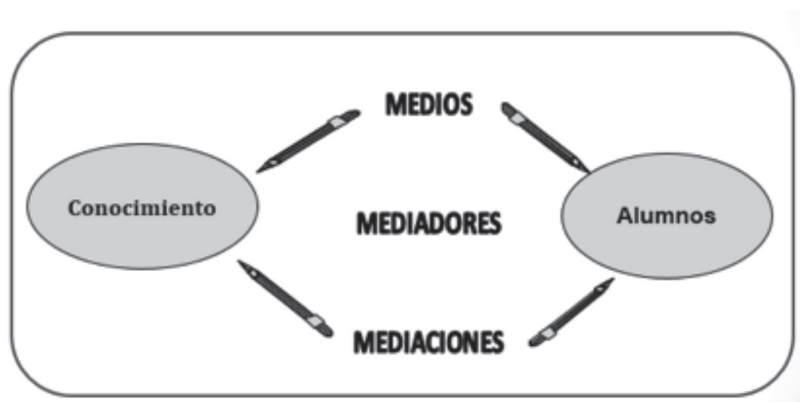 MEDIOS
Conocimiento
MEDIADORES
Alumnos
MEDIACIONES